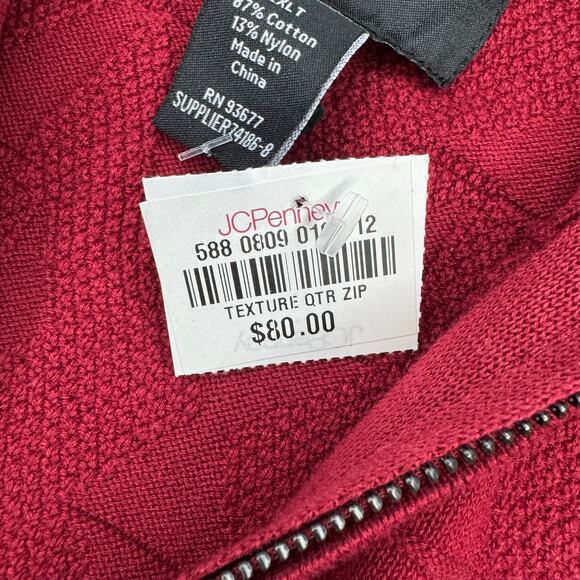 XLT
87% Cotton
13% Nylon
Made in
China
RN 93677
SUPPLIER74186-8
JCPenney
588 0809 12
TEXTURE QTR ZIP
$80.00